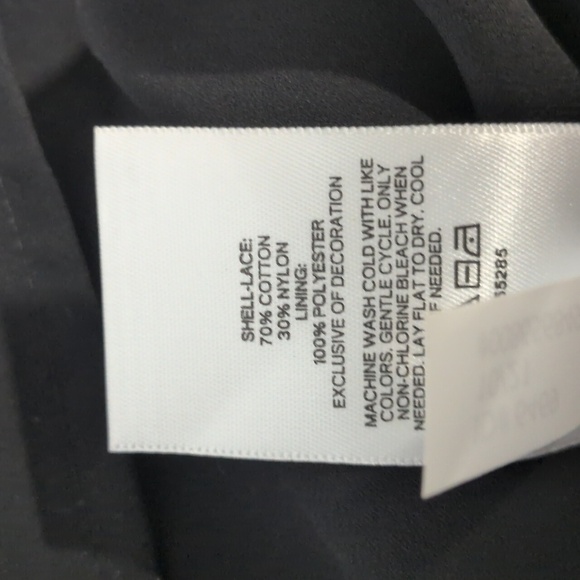 SHELL-LACE:
70% COTTON
30% NYLON
LINING:
100% POLYESTER
EXCLUSIVE OF DECORATION
MACHINE WASH COLD WITH LIKE
COLORS, GENTLE CYCLE. ONLY
NON-CHLORINE BLEACH WHEN
NEEDED. LAY FLAT TO DRY. COOL
F NEEDED.
5285